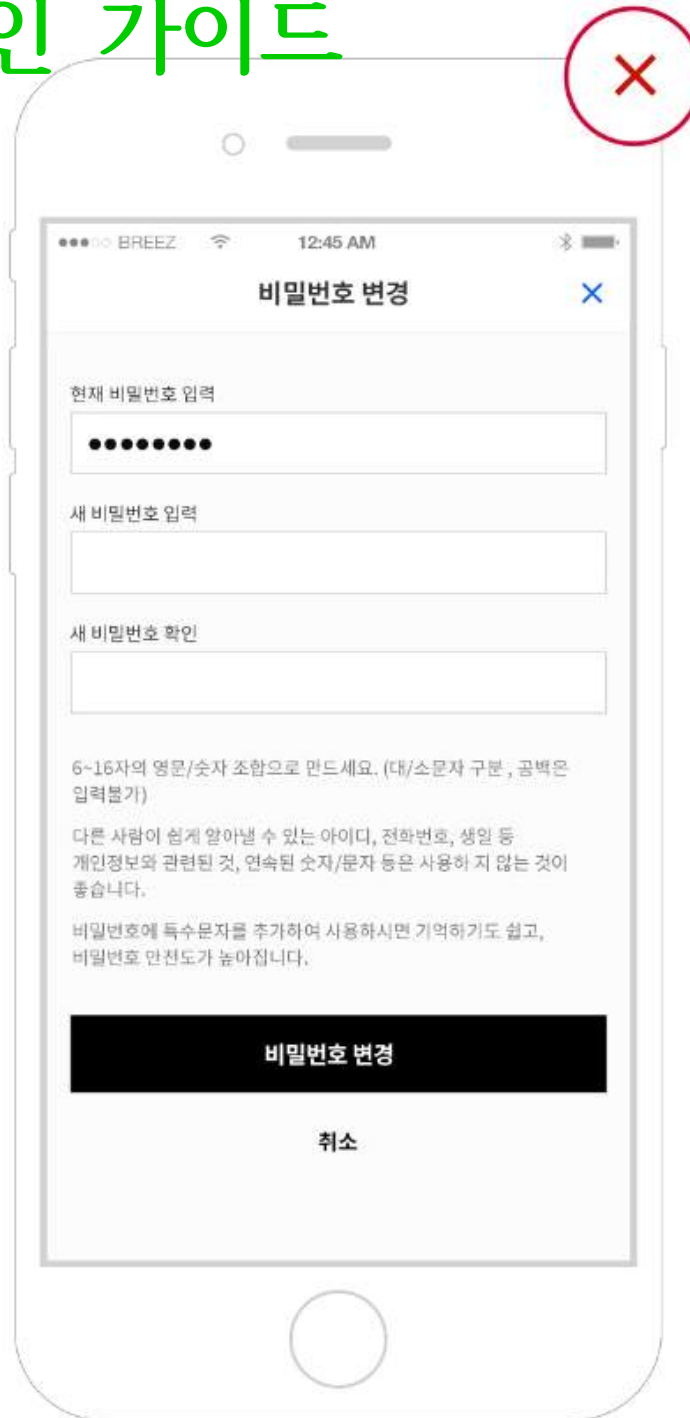 인 가이드
BREEZ 12:45 AM
비밀번호 변경
현재 비밀번호 입력
새 비밀번호 입력
새 비밀번호 확인
6~16자의 영문/숫자 조합으로 만드세요. (대/소문자 구분 , 공백은
입력불가)
다른 사람이 쉽게 알아낼 수 있는 아이디, 전화번호, 생일 등
개인정보와 관련된 것, 연속된 숫자/문자 등은 사용하 지 않는 것이
좋습니다.
비밀번호에 특수문자를 추가하여 사용하시면 기억하기도 쉽고,
비밀번호 안전도가 높아집니다.
비밀번호 변경
취소